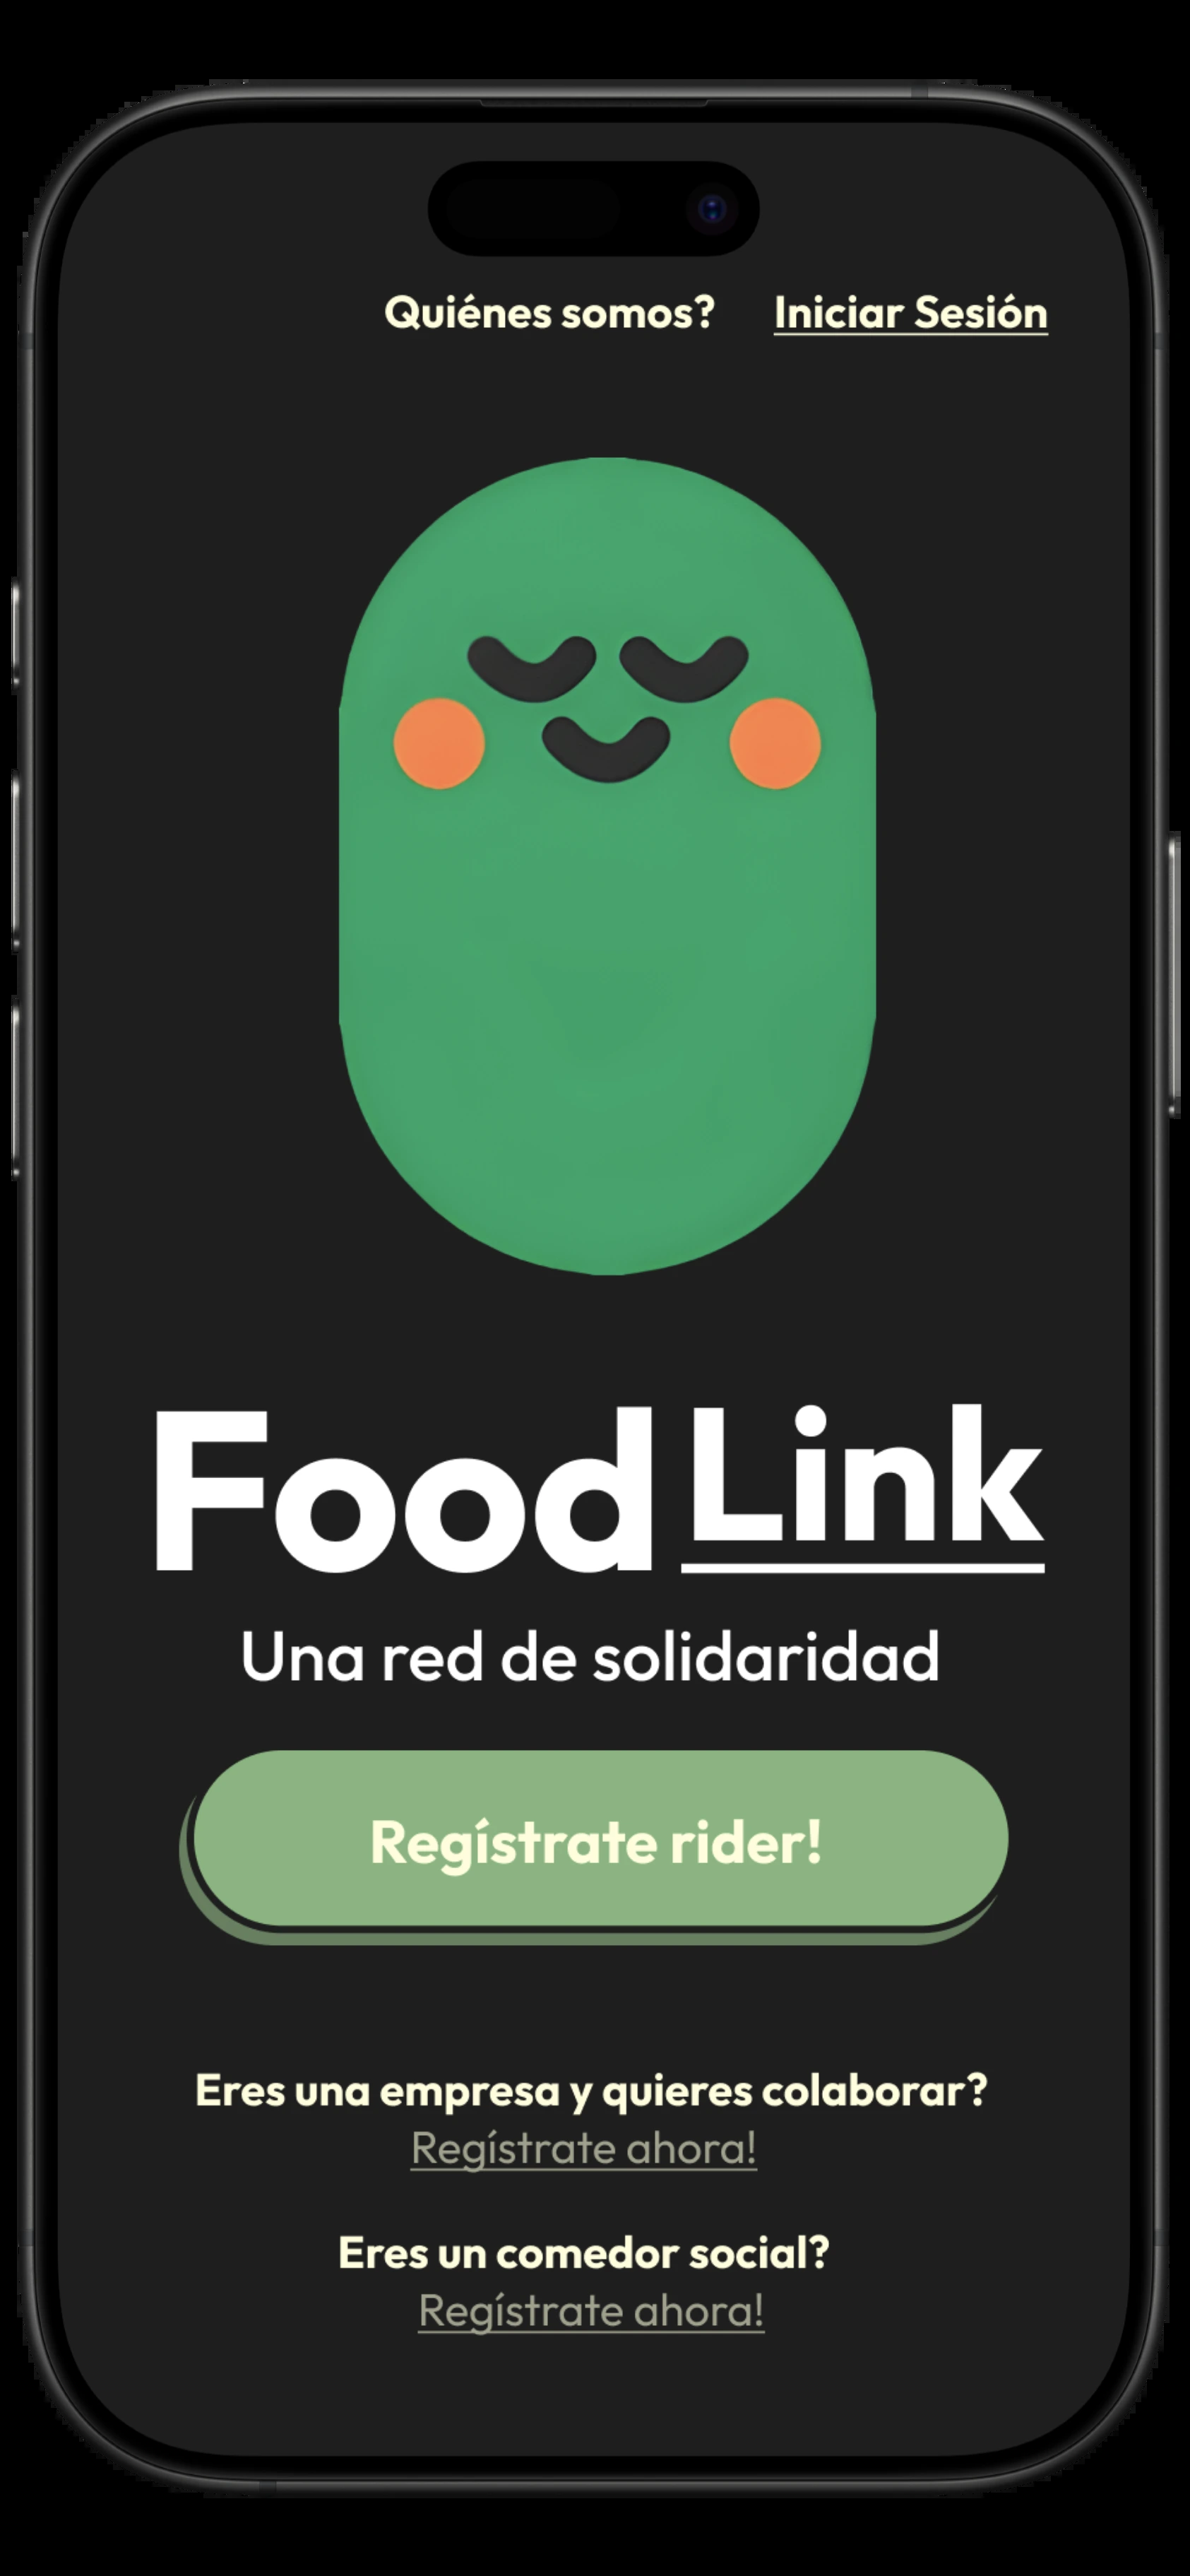 Quiénes somos? Iniciar Sesión
Food Link
Una red de solidaridad
Regístrate rider!
Eres una empresa y quieres colaborar?
Regístrate ahora!
Eres un comedor social?
Regístrate ahora!